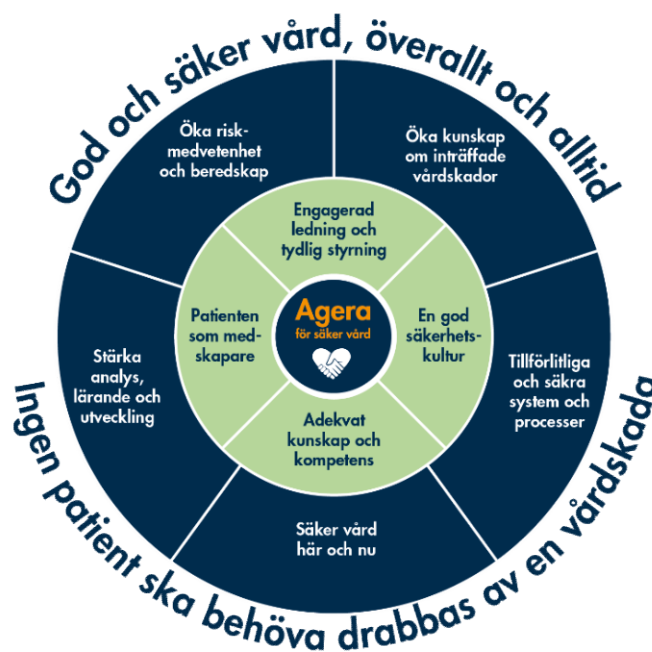 God och säker vård, överallt och alltid
Öka risk-
medvetenhet
och beredskap
Öka kunskap
om inträffade
vårdskador
Engagerad
ledning och
tydlig styrning
Patienten
som med-
skapare
Agera
för säker vård
En god
säkerhets-
kultur
Stärka
analys,
lärande och
utveckling
Tillförlitliga
och säkra
system och
processer
Adekvat
kunskap och
kompetens
Säker vård
här och nu
Ingen patient ska behöva drabbas av en vårdskada